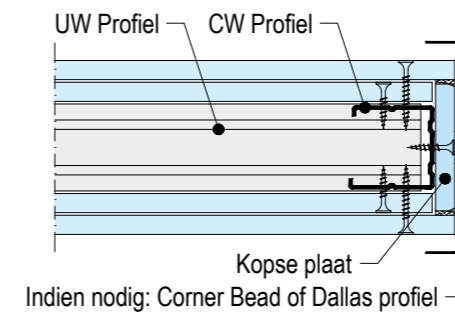 UW Profiel CW Profiel
Kopse plaat
Indien nodig: Corner Bead of Dallas profiel